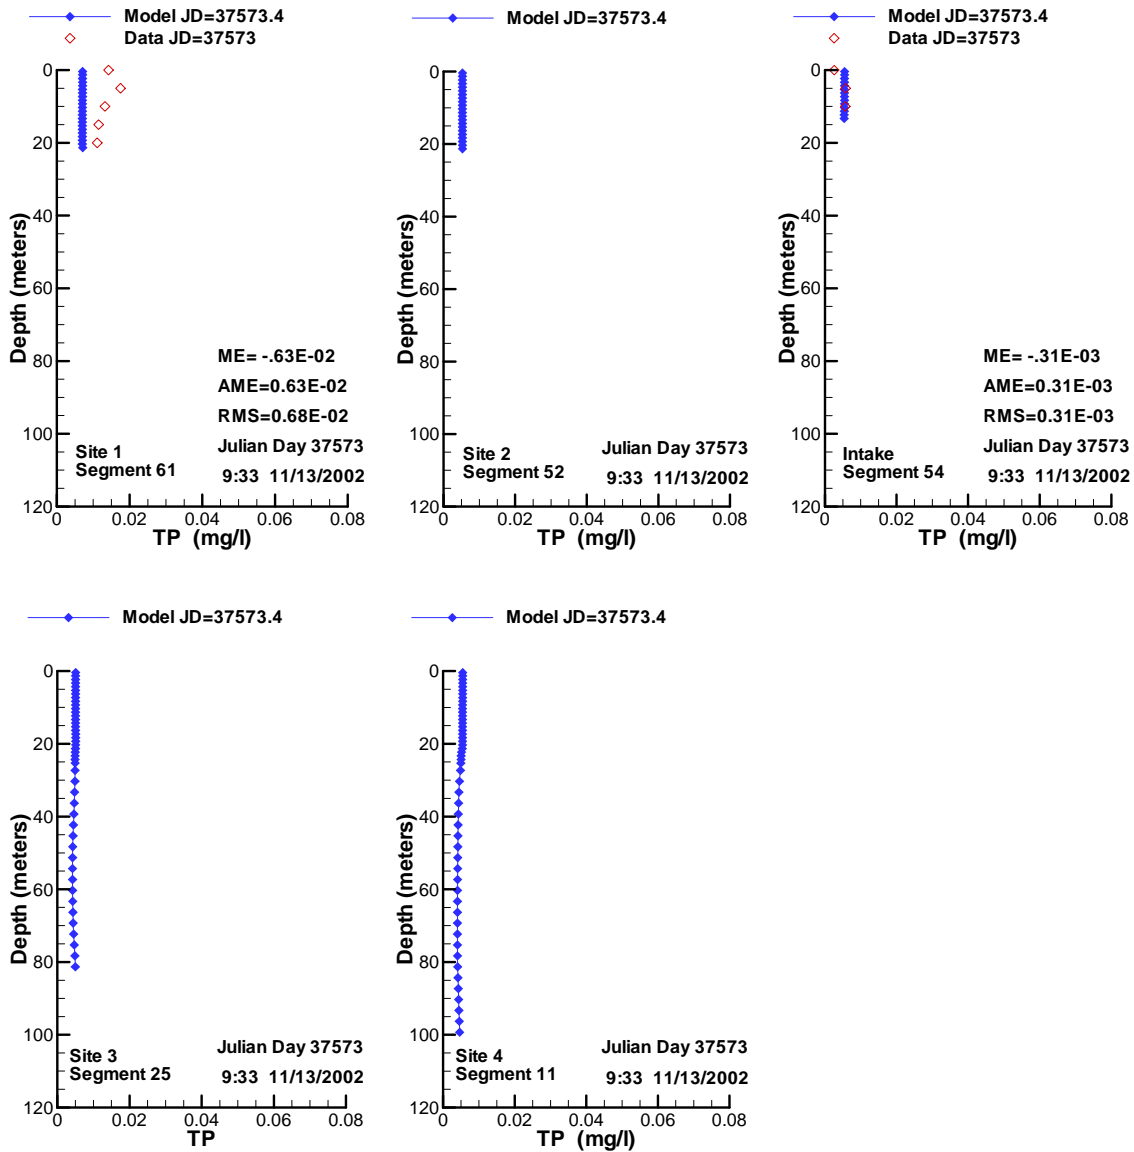 Model JD=37573.4
Data JD=37573
0
20
40
60
80
100
120
Depth (meters)
ME= -.63E-02
AME=0.63E-02
RMS=0.68E-02
Site 1
Segment 61
Julian Day 37573
9:33 11/13/2002
0 0.02 0.04 0.06 0.08
TP (mg/l)
Model JD=37573.4
0
20
40
60
80
100
120
Depth (meters)
Site 2
Segment 52
Julian Day 37573
9:33 11/13/2002
0 0.02 0.04 0.06 0.08
TP (mg/l)
Model JD=37573.4
Data JD=37573
0
20
40
60
80
100
120
Depth (meters)
ME= -.31E-03
AME=0.31E-03
RMS=0.31E-03
Intake
Segment 54
Julian Day 37573
9:33 11/13/2002
0 0.02 0.04 0.06 0.08
TP (mg/l)
Model JD=37573.4
0
20
40
60
80
100
120
Depth (meters)
Site 3
Segment 25
Julian Day 37573
9:33 11/13/2002
0 0.02 0.04 0.06 0.08
TP
Model JD=37573.4
0
20
40
60
80
100
120
Depth (meters)
Site 4
Segment 11
Julian Day 37573
9:33 11/13/2002
0 0.02 0.04 0.06 0.08
TP (mg/l)